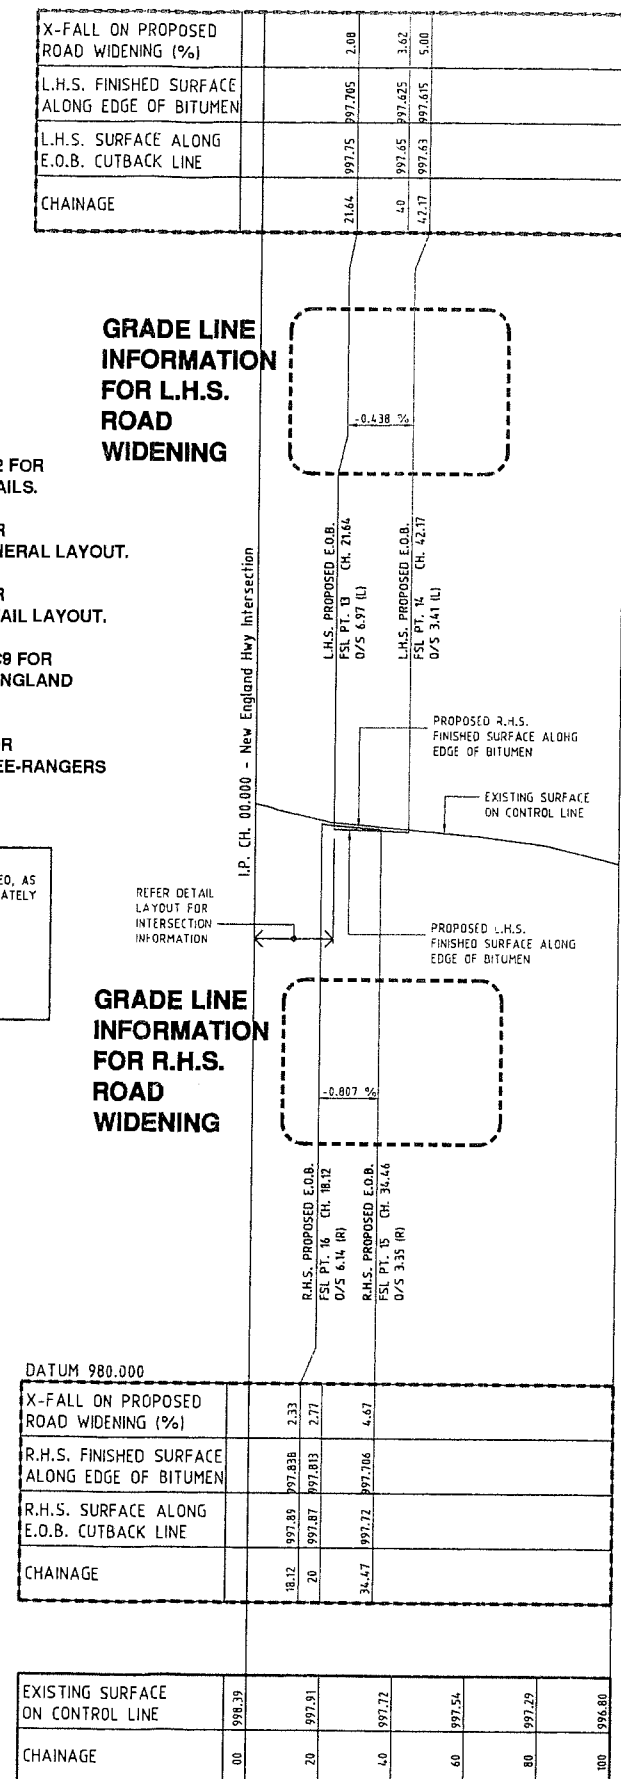 X-FALL ON PROPOSED
ROAD WIDENING (%)
2.08 3.62 5.00
L.H.S. FINISHED SURFACE
ALONG EDGE OF BITUMEN
997.705 997.625 997.615
L.H.S. SURFACE ALONG
E.O.B. CUTBACK LINE
997.75 997.65 997.63
CHAINAGE
21.64 40 42.17
GRADE LINE
INFORMATION
FOR L.H.S.
ROAD
WIDENING
-0.438 %
FOR
AILS.
NERAL LAYOUT.
AIL LAYOUT.
9 FOR
NGLAND
R
EE-RANGERS
L.H.S. PROPOSED E.O.B.
FSL PT. 13 CH. 21.64
O/S 6.97 (L)
L.H.S. PROPOSED E.O.B.
FSL PT. 14 CH. 42.17
O/S 3.41 (L)
I.P. CH. 00.000 - New England Hwy Intersection
PROPOSED R.H.S.
FINISHED SURFACE ALONG
EDGE OF BITUMEN
EXISTING SURFACE
ON CONTROL LINE
EO, AS
ATELY
REFER DETAIL
LAYOUT FOR
INTERSECTION
INFORMATION
PROPOSED L.H.S.
FINISHED SURFACE ALONG
EDGE OF BITUMEN
GRADE LINE
INFORMATION
FOR R.H.S.
ROAD
WIDENING
-0.807 %
R.H.S. PROPOSED E.O.B.
FSL PT. 16 CH. 18.12
O/S 6.14 (R)
R.H.S. PROPOSED E.O.B.
FSL PT. 15 CH. 34.46
O/S 3.35 (R)
DATUM 980.000
X-FALL ON PROPOSED
ROAD WIDENING (%)
2.33 2.77 4.67
R.H.S. FINISHED SURFACE
ALONG EDGE OF BITUMEN
997.838 997.813 997.706
R.H.S. SURFACE ALONG
E.O.B. CUTBACK LINE
997.89 997.87 997.72
CHAINAGE
18.12 20 34.47
EXISTING SURFACE
ON CONTROL LINE
998.39 997.91 997.72 997.54 997.29 996.80
CHAINAGE
00 20 40 60 80 100